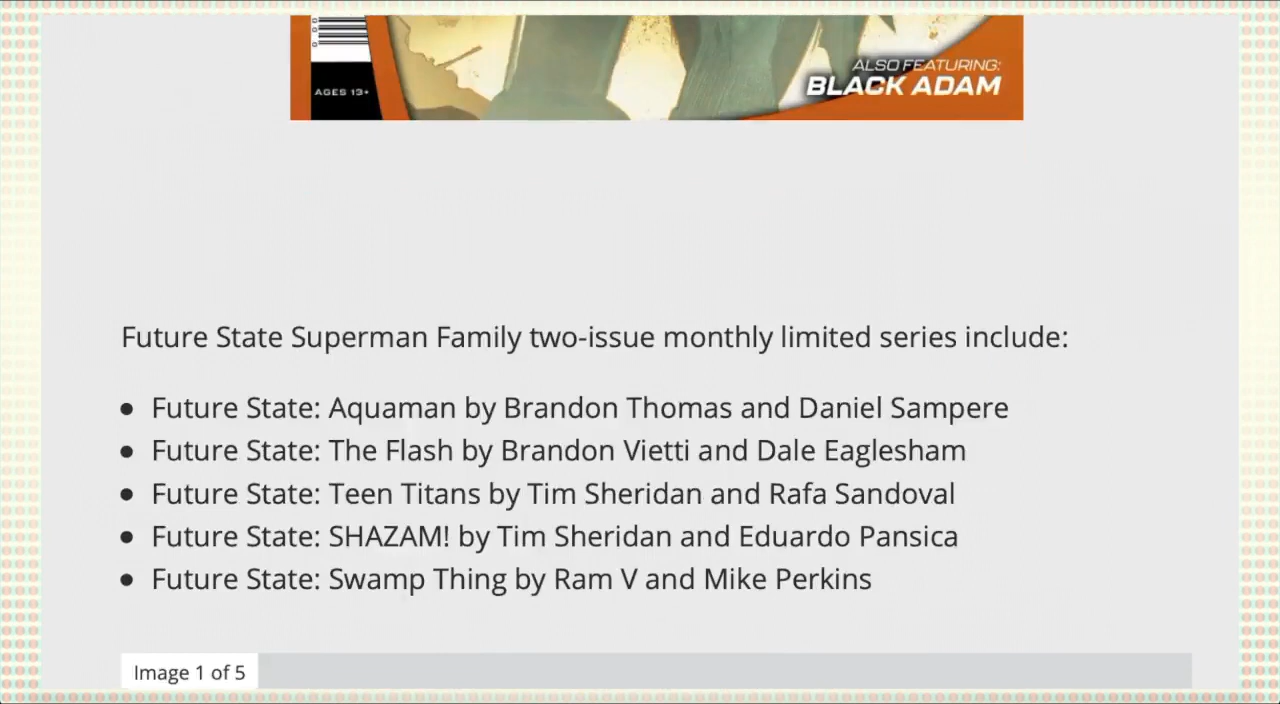 AGES 13+
ALSO FEATURING:
BLACK ADAM
Future State Superman Family two-issue monthly limited series include:
• Future State: Aquaman by Brandon Thomas and Daniel Sampere
• Future State: The Flash by Brandon Vietti and Dale Eaglesham
• Future State: Teen Titans by Tim Sheridan and Rafa Sandoval
• Future State: SHAZAM! by Tim Sheridan and Eduardo Pansica
• Future State: Swamp Thing by Ram V and Mike Perkins
Image 1 of 5